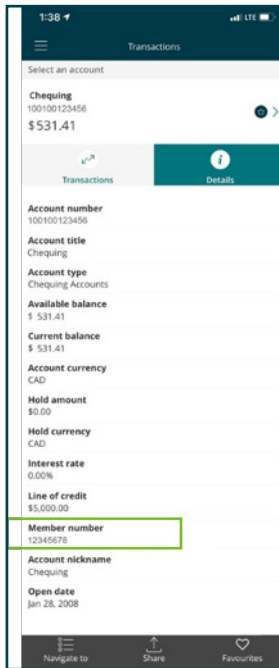 1:38
LTE
Transactions
Select an account
Chequing
100100123456
$531.41
Transactions
i
Details
Account number
100100123456
Account title
Chequing
Account type
Chequing Accounts
Available balance
$ 531.41
Current balance
$ 531.41
Account currency
CAD
Hold amount
$0.00
Hold currency
CAD
Interest rate
0.00%
Line of credit
$5,000.00
Member number
12345678
Account nickname
Chequing
Open date
Jan 28, 2008
Navigate to
Share
Favourites